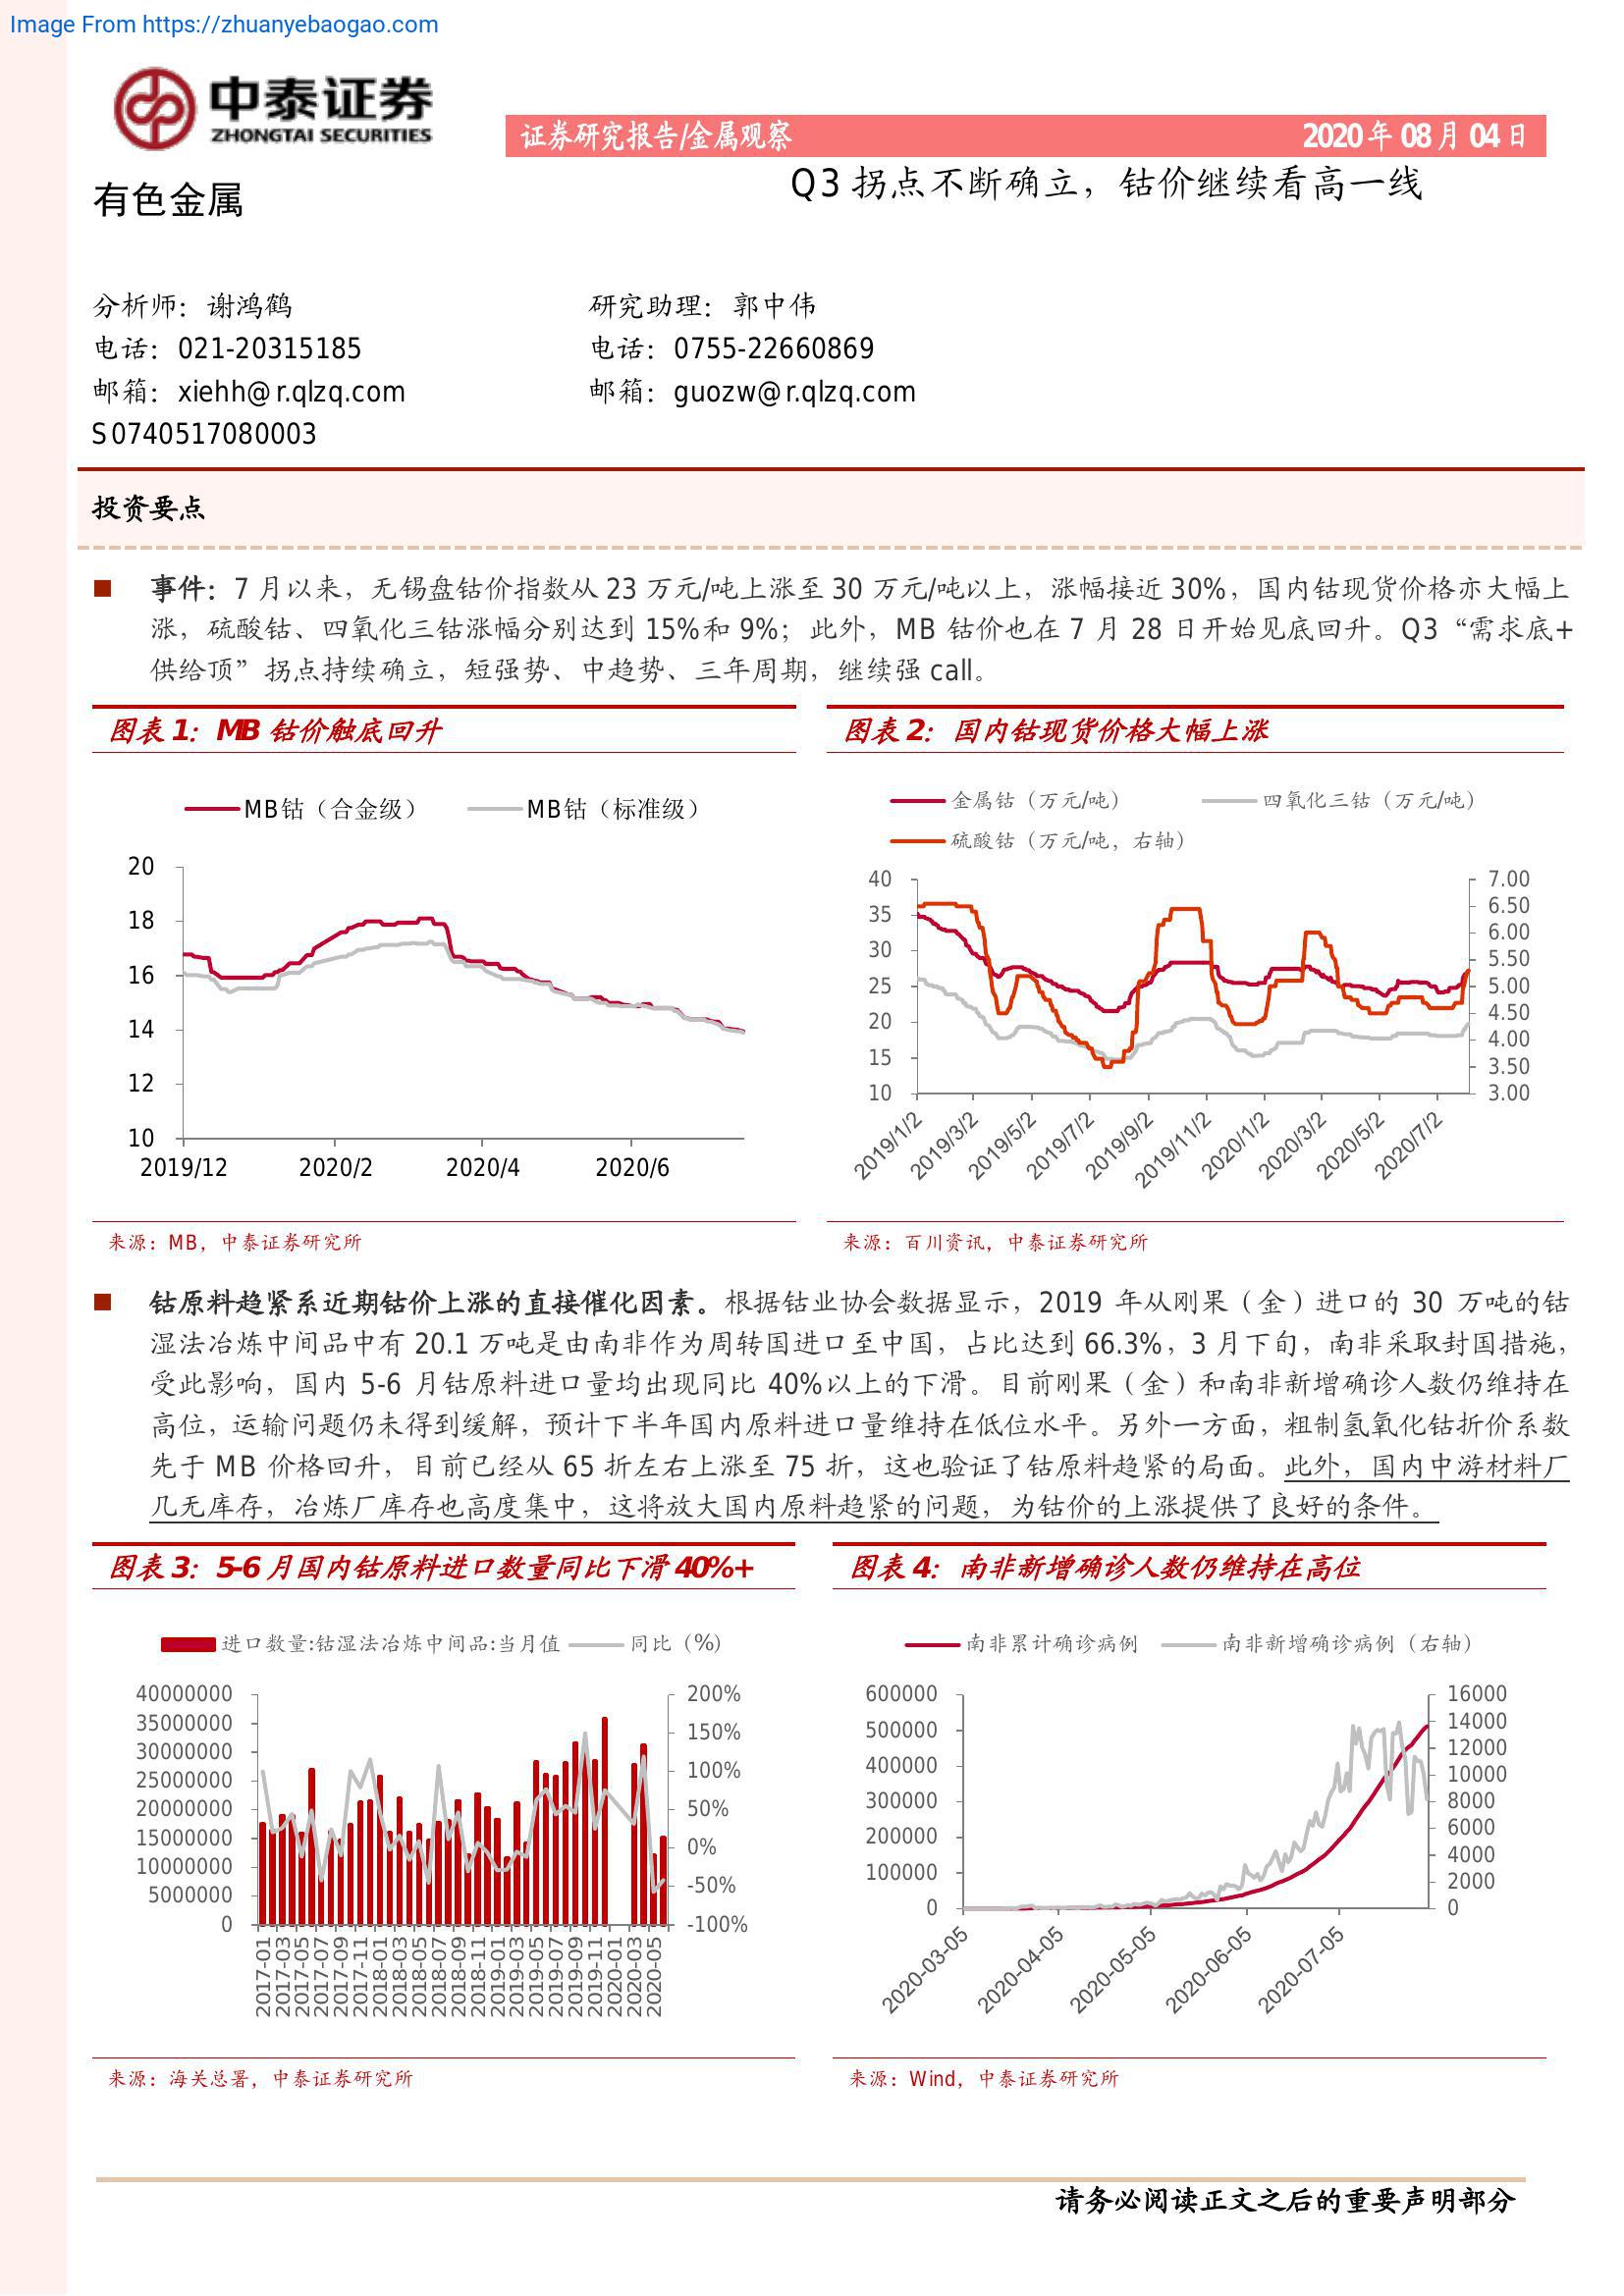 Image From https://zhuanyebaogao.com
中泰证券
ZHONGTAI SECURITIES
证券研究报告/金属观察
2020 年 08 月 04 日
有色金属
Q3 拐点不断确立，钴价继续看高一线
分析师：谢鸿鹤
研究助理：郭中伟
电话：021-20315185
电话：0755-22660869
邮箱：xiehh@r.qlzq.com
邮箱：guozw@r.qlzq.com
S0740517080003
投资要点
■ 事件：7 月以来，无锡盘钴价指数从 23 万元/吨上涨至 30 万元/吨以上，涨幅接近 30%，国内钴现货价格亦大幅上
涨，硫酸钴、四氧化三钴涨幅分别达到 15%和 9%；此外，MB 钴价也在 7 月 28 日开始见底回升。Q3“需求底+
供给顶”拐点持续确立，短强势、中趋势、三年周期，继续强 call。
图表 1：MB 钴价触底回升
MB钴（合金级）
MB钴（标准级）
20
18
16
14
12
10
2019/12
2020/2
2020/4
2020/6
来源：MB，中泰证券研究所
图表 2：国内钴现货价格大幅上涨
金属钴（万元/吨）
四氧化三钴（万元/吨）
硫酸钴（万元/吨，右轴）
40
35
30
25
20
15
10
7.00
6.50
6.00
5.50
5.00
4.50
4.00
3.50
3.00
2019/1/2
2019/3/2
2019/5/2
2019/7/2
2019/9/2
2019/11/2
2020/1/2
2020/3/2
2020/5/2
2020/7/2
来源：百川资讯，中泰证券研究所
■ 钴原料趋紧系近期钴价上涨的直接催化因素。根据钴业协会数据显示，2019 年从刚果（金）进口的 30 万吨的钴
湿法冶炼中间品中有 20.1 万吨是由南非作为周转国进口至中国，占比达到 66.3%，3 月下旬，南非采取封国措施，
受此影响，国内 5-6 月钴原料进口量均出现同比 40%以上的下滑。目前刚果（金）和南非新增确诊人数仍维持在
高位，运输问题仍未得到缓解，预计下半年国内原料进口量维持在低位水平。另外一方面，粗制氢氧化钴折价系数
先于 MB 价格回升，目前已经从 65 折左右上涨至 75 折，这也验证了钴原料趋紧的局面。此外，国内中游材料厂
几无库存，冶炼厂库存也高度集中，这将放大国内原料趋紧的问题，为钴价的上涨提供了良好的条件。
图表 3：5-6 月国内钴原料进口数量同比下滑 40%+
进口数量:钴湿法冶炼中间品:当月值
同比（%）
40000000
35000000
30000000
25000000
20000000
15000000
10000000
5000000
0
200%
150%
100%
50%
0%
-50%
-100%
2017-01
2017-03
2017-05
2017-07
2017-09
2017-11
2018-01
2018-03
2018-05
2018-07
2018-09
2018-11
2019-01
2019-03
2019-05
2019-07
2019-09
2019-11
2020-01
2020-03
2020-05
来源：海关总署，中泰证券研究所
图表 4：南非新增确诊人数仍维持在高位
南非累计确诊病例
南非新增确诊病例（右轴）
600000
500000
400000
300000
200000
100000
0
16000
14000
12000
10000
8000
6000
4000
2000
0
2020-03-05
2020-04-05
2020-05-05
2020-06-05
2020-07-05
来源：Wind，中泰证券研究所
请务必阅读正文之后的重要声明部分